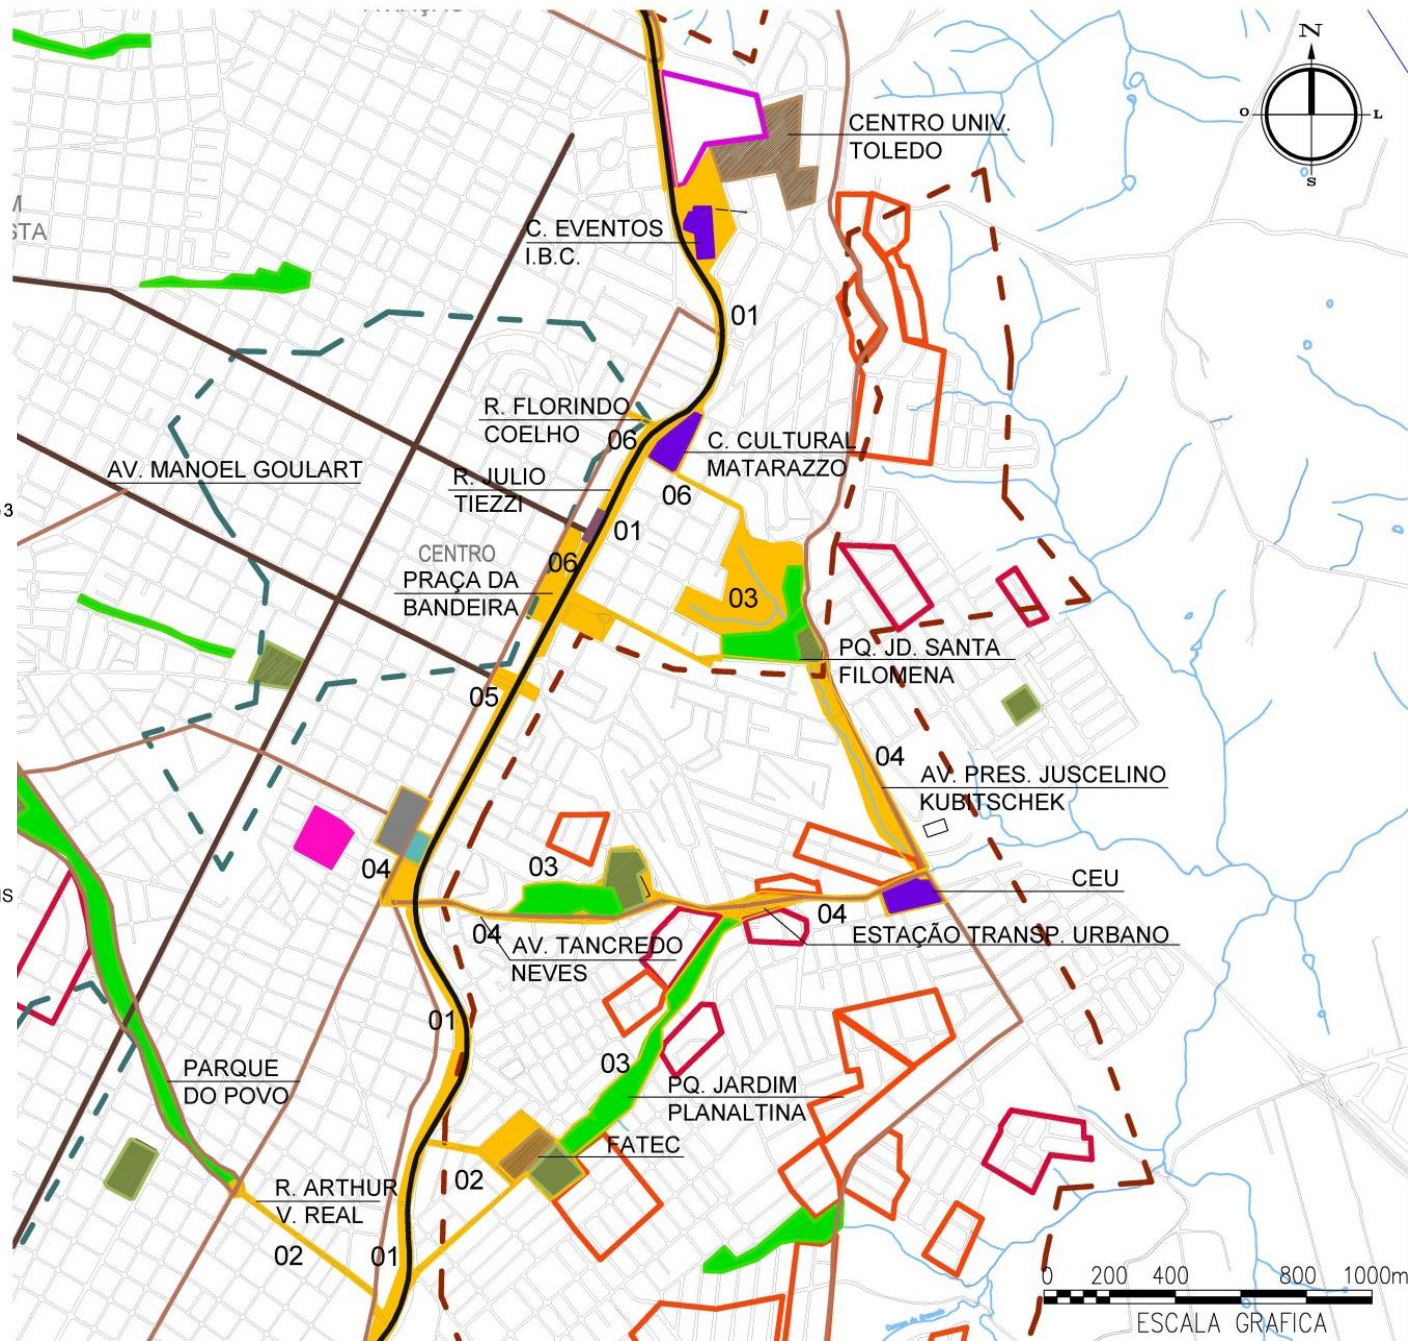 N
O
L
S
CENTRO UNIV.
TOLEDO
STA
C. EVENTOS
I.B.C.
01
R. FLORINDO
COELHO
06
C. CULTURAL
MATARAZZO
AV. MANOEL GOULART
R. JULIO
TIEZZI
06
01
3
CENTRO
06
PRAÇA DA
BANDEIRA
03
PQ. JD. SANTA
FILOMENA
05
04
AV. PRES. JUSCELINO
KUBITSCHEK
04
03
CEU
IS
04
04
ESTAÇÃO TRANSP. URBANO
AV. TANCREDO
NEVES
01
03
PARQUE
DO POVO
PQ. JARDIM
PLANALTINA
FATEC
02
R. ARTHUR
V. REAL
02
01
0 200 400 800 1000m
ESCALA GRAFICA